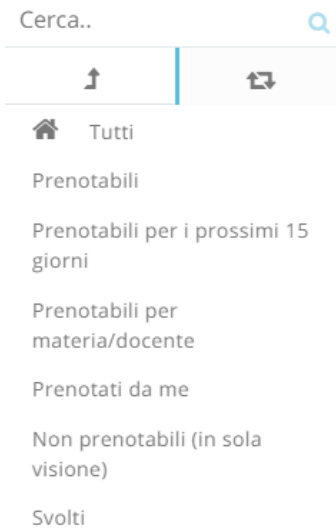 Cerca..
Tutti
Prenotabili
Prenotabili per i prossimi 15
giorni
Prenotabili per
materia/docente
Prenotati da me
Non prenotabili (in sola
visione)
Svolti